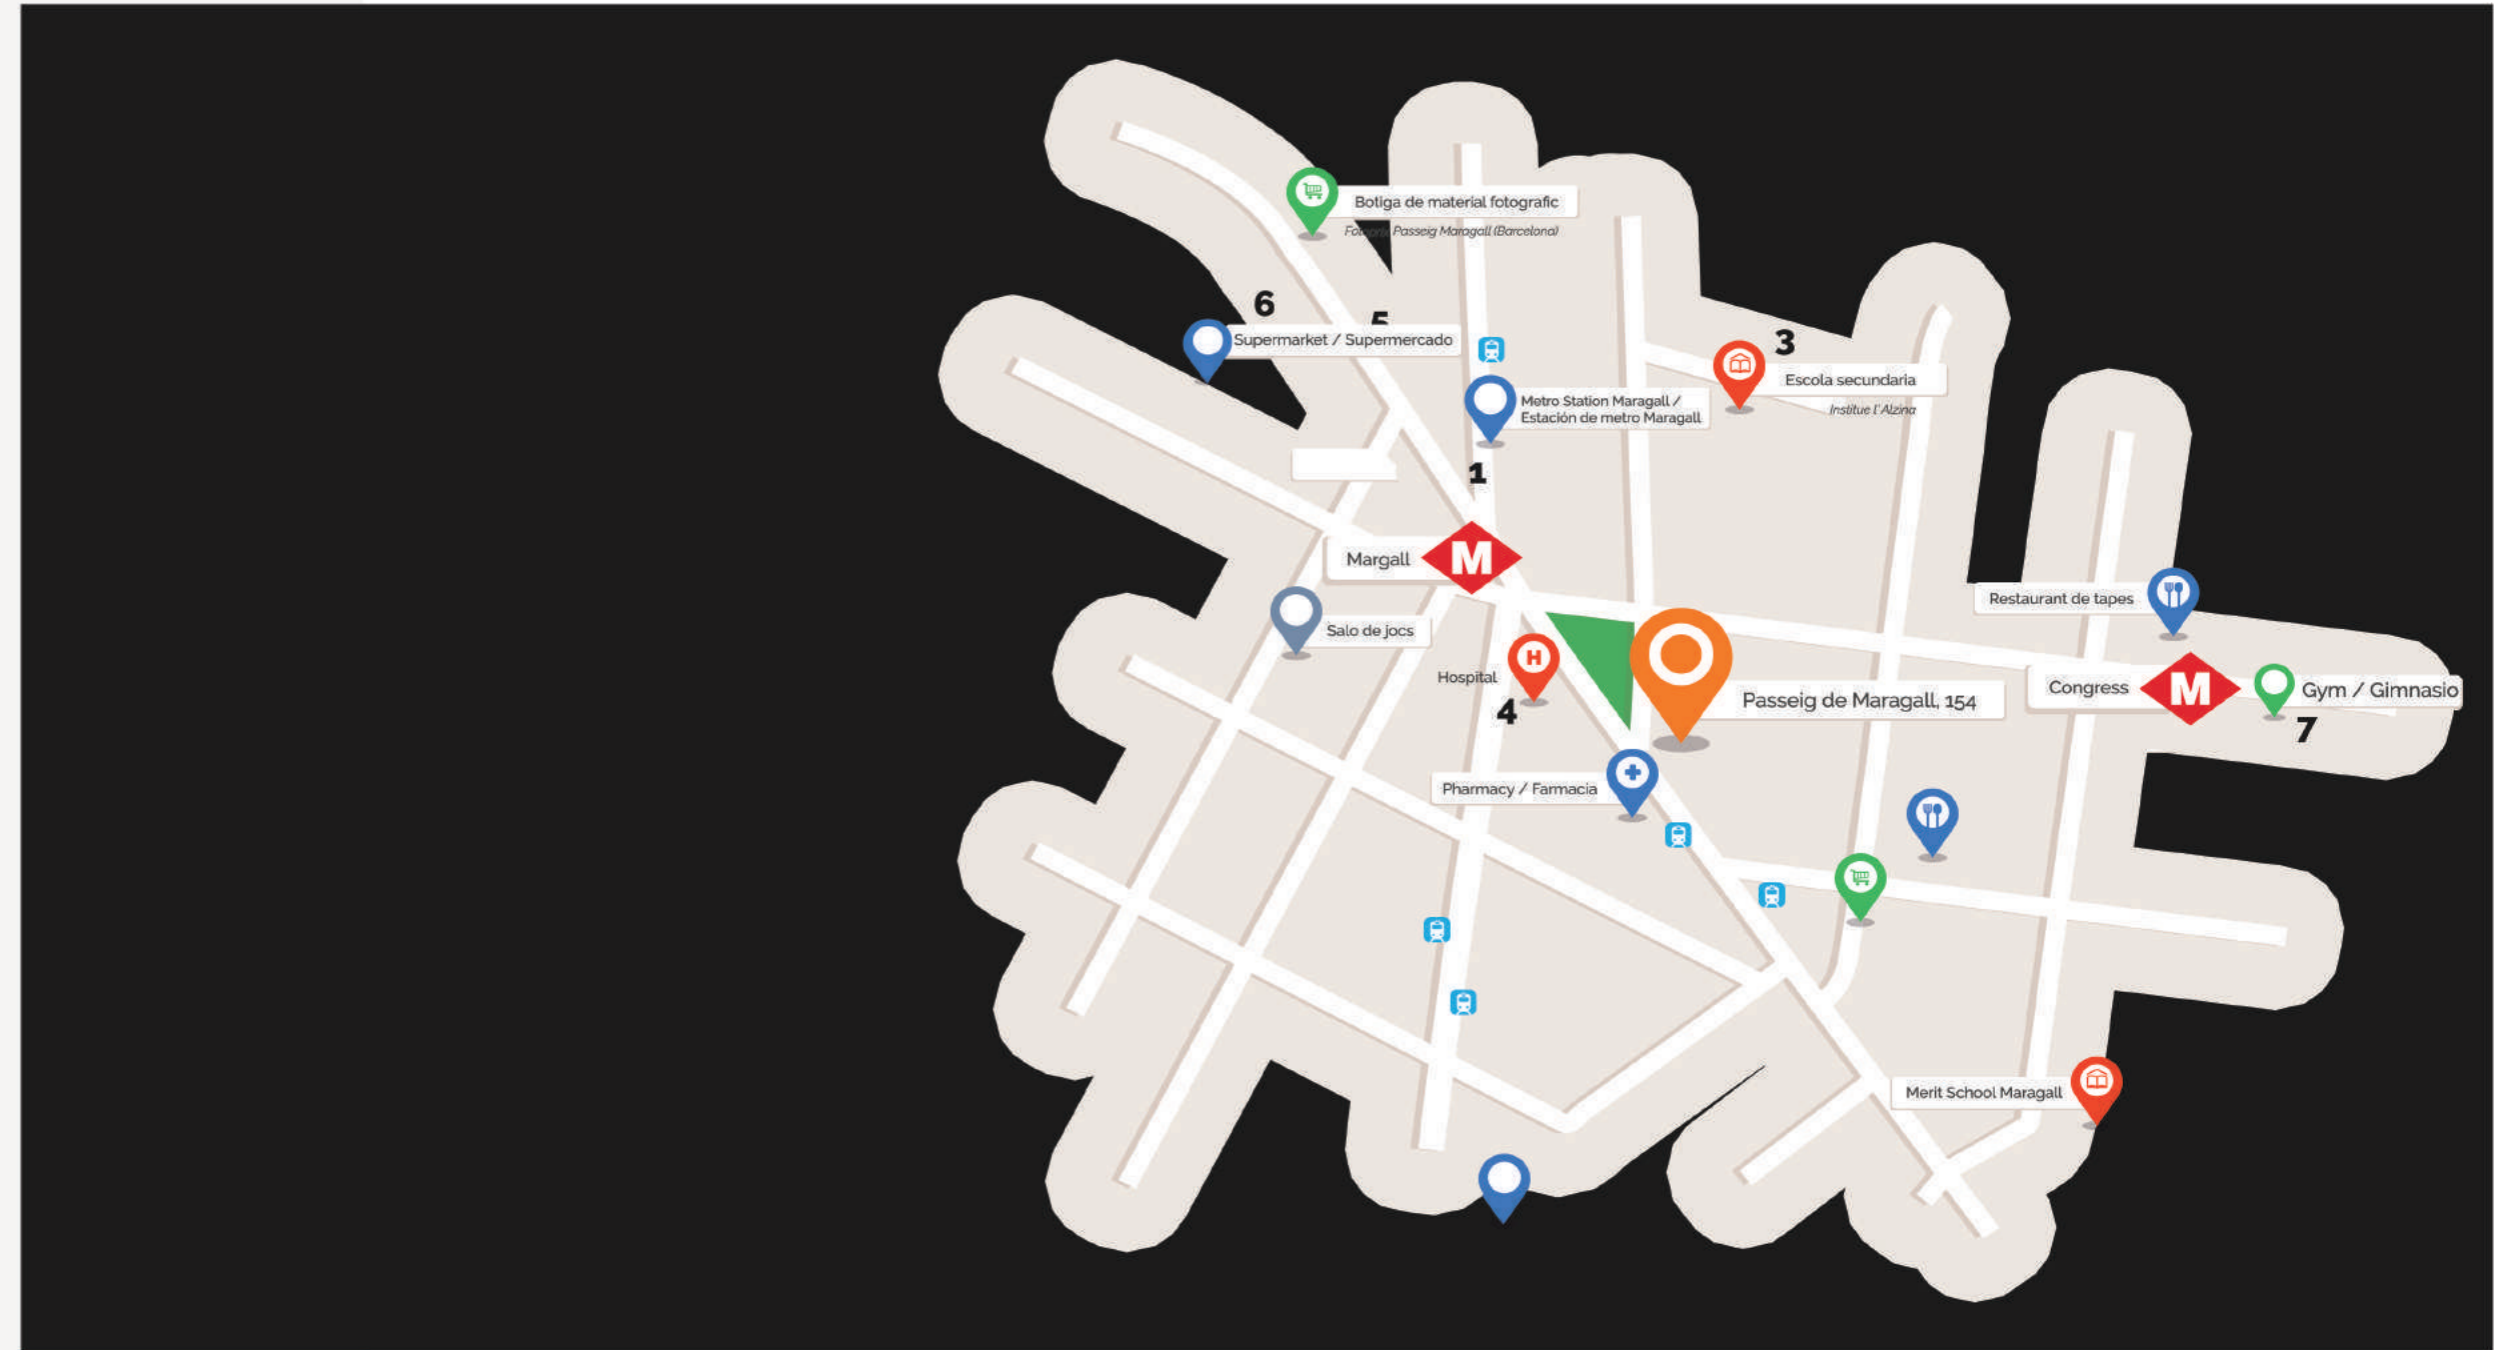 Botiga de material fotografic
Passeig Maragall (Barcelona)
6
5
Supermarket / Supermercado
3
Escola secundaria
Institue l'Alzina
Metro Station Maragall /
Estación de metro Maragall
1
Margall
M
Restaurant de tapes
Salo de jocs
H
Hospital
4
Passeig de Maragall, 154
Congress
M
Gym / Gimnasio
7
Pharmacy / Farmacia
Merit School Maragall